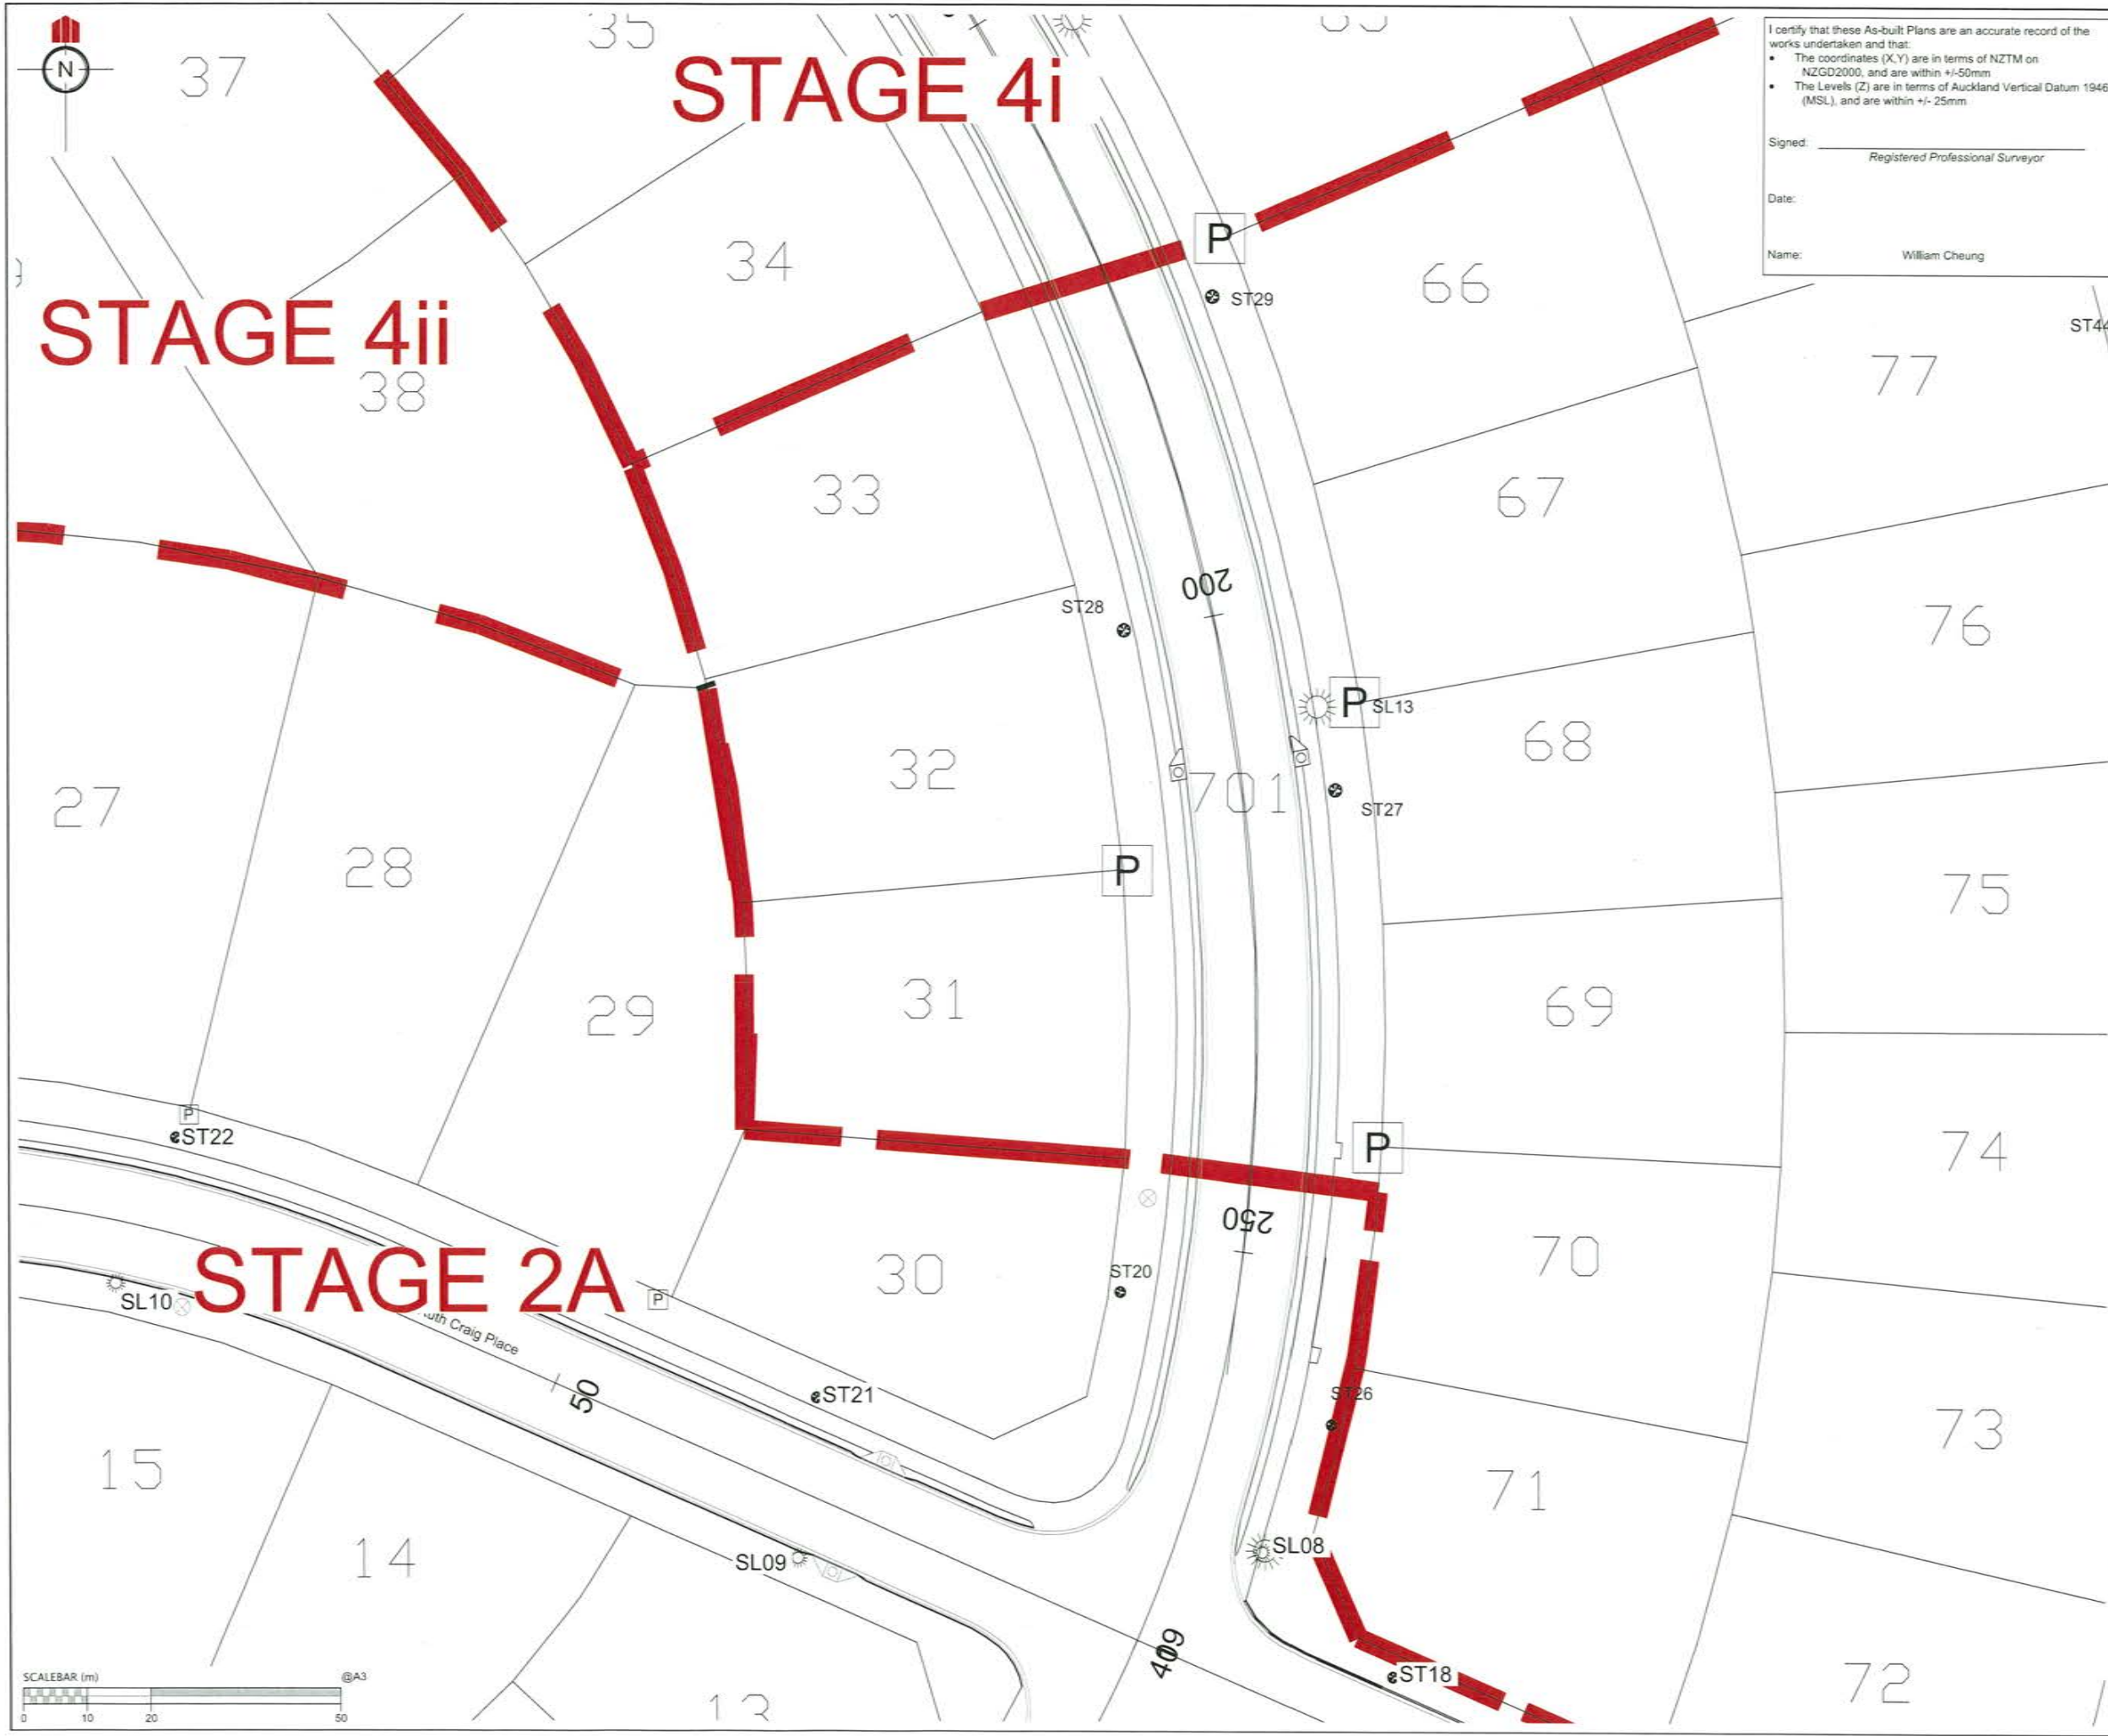 I certify that these As-built Plans are an accurate record of the
works undertaken and that:
• The coordinates (X,Y) are in terms of NZTM on
NZGD2000, and are within +/-50mm
• The Levels (Z) are in terms of Auckland Vertical Datum 1946
(MSL), and are within +/- 25mm
Signed:
Registered Professional Surveyor
Date:
Name: William Cheung
N
37
35
STAGE 4i
34
P
ST29
66
ST44
STAGE 4ii
38
77
33
67
200
ST28
76
P
SL13
68
32
701
ST27
27
28
P
75
29
31
69
P
ST22
P
74
250
70
STAGE 2A
30
ST20
SL10
P
Craig Place
50
ST21
ST26
15
73
71
14
SL09
SL08
ST18
72
13
SCALEBAR (m)
@A3
0 10 20 50